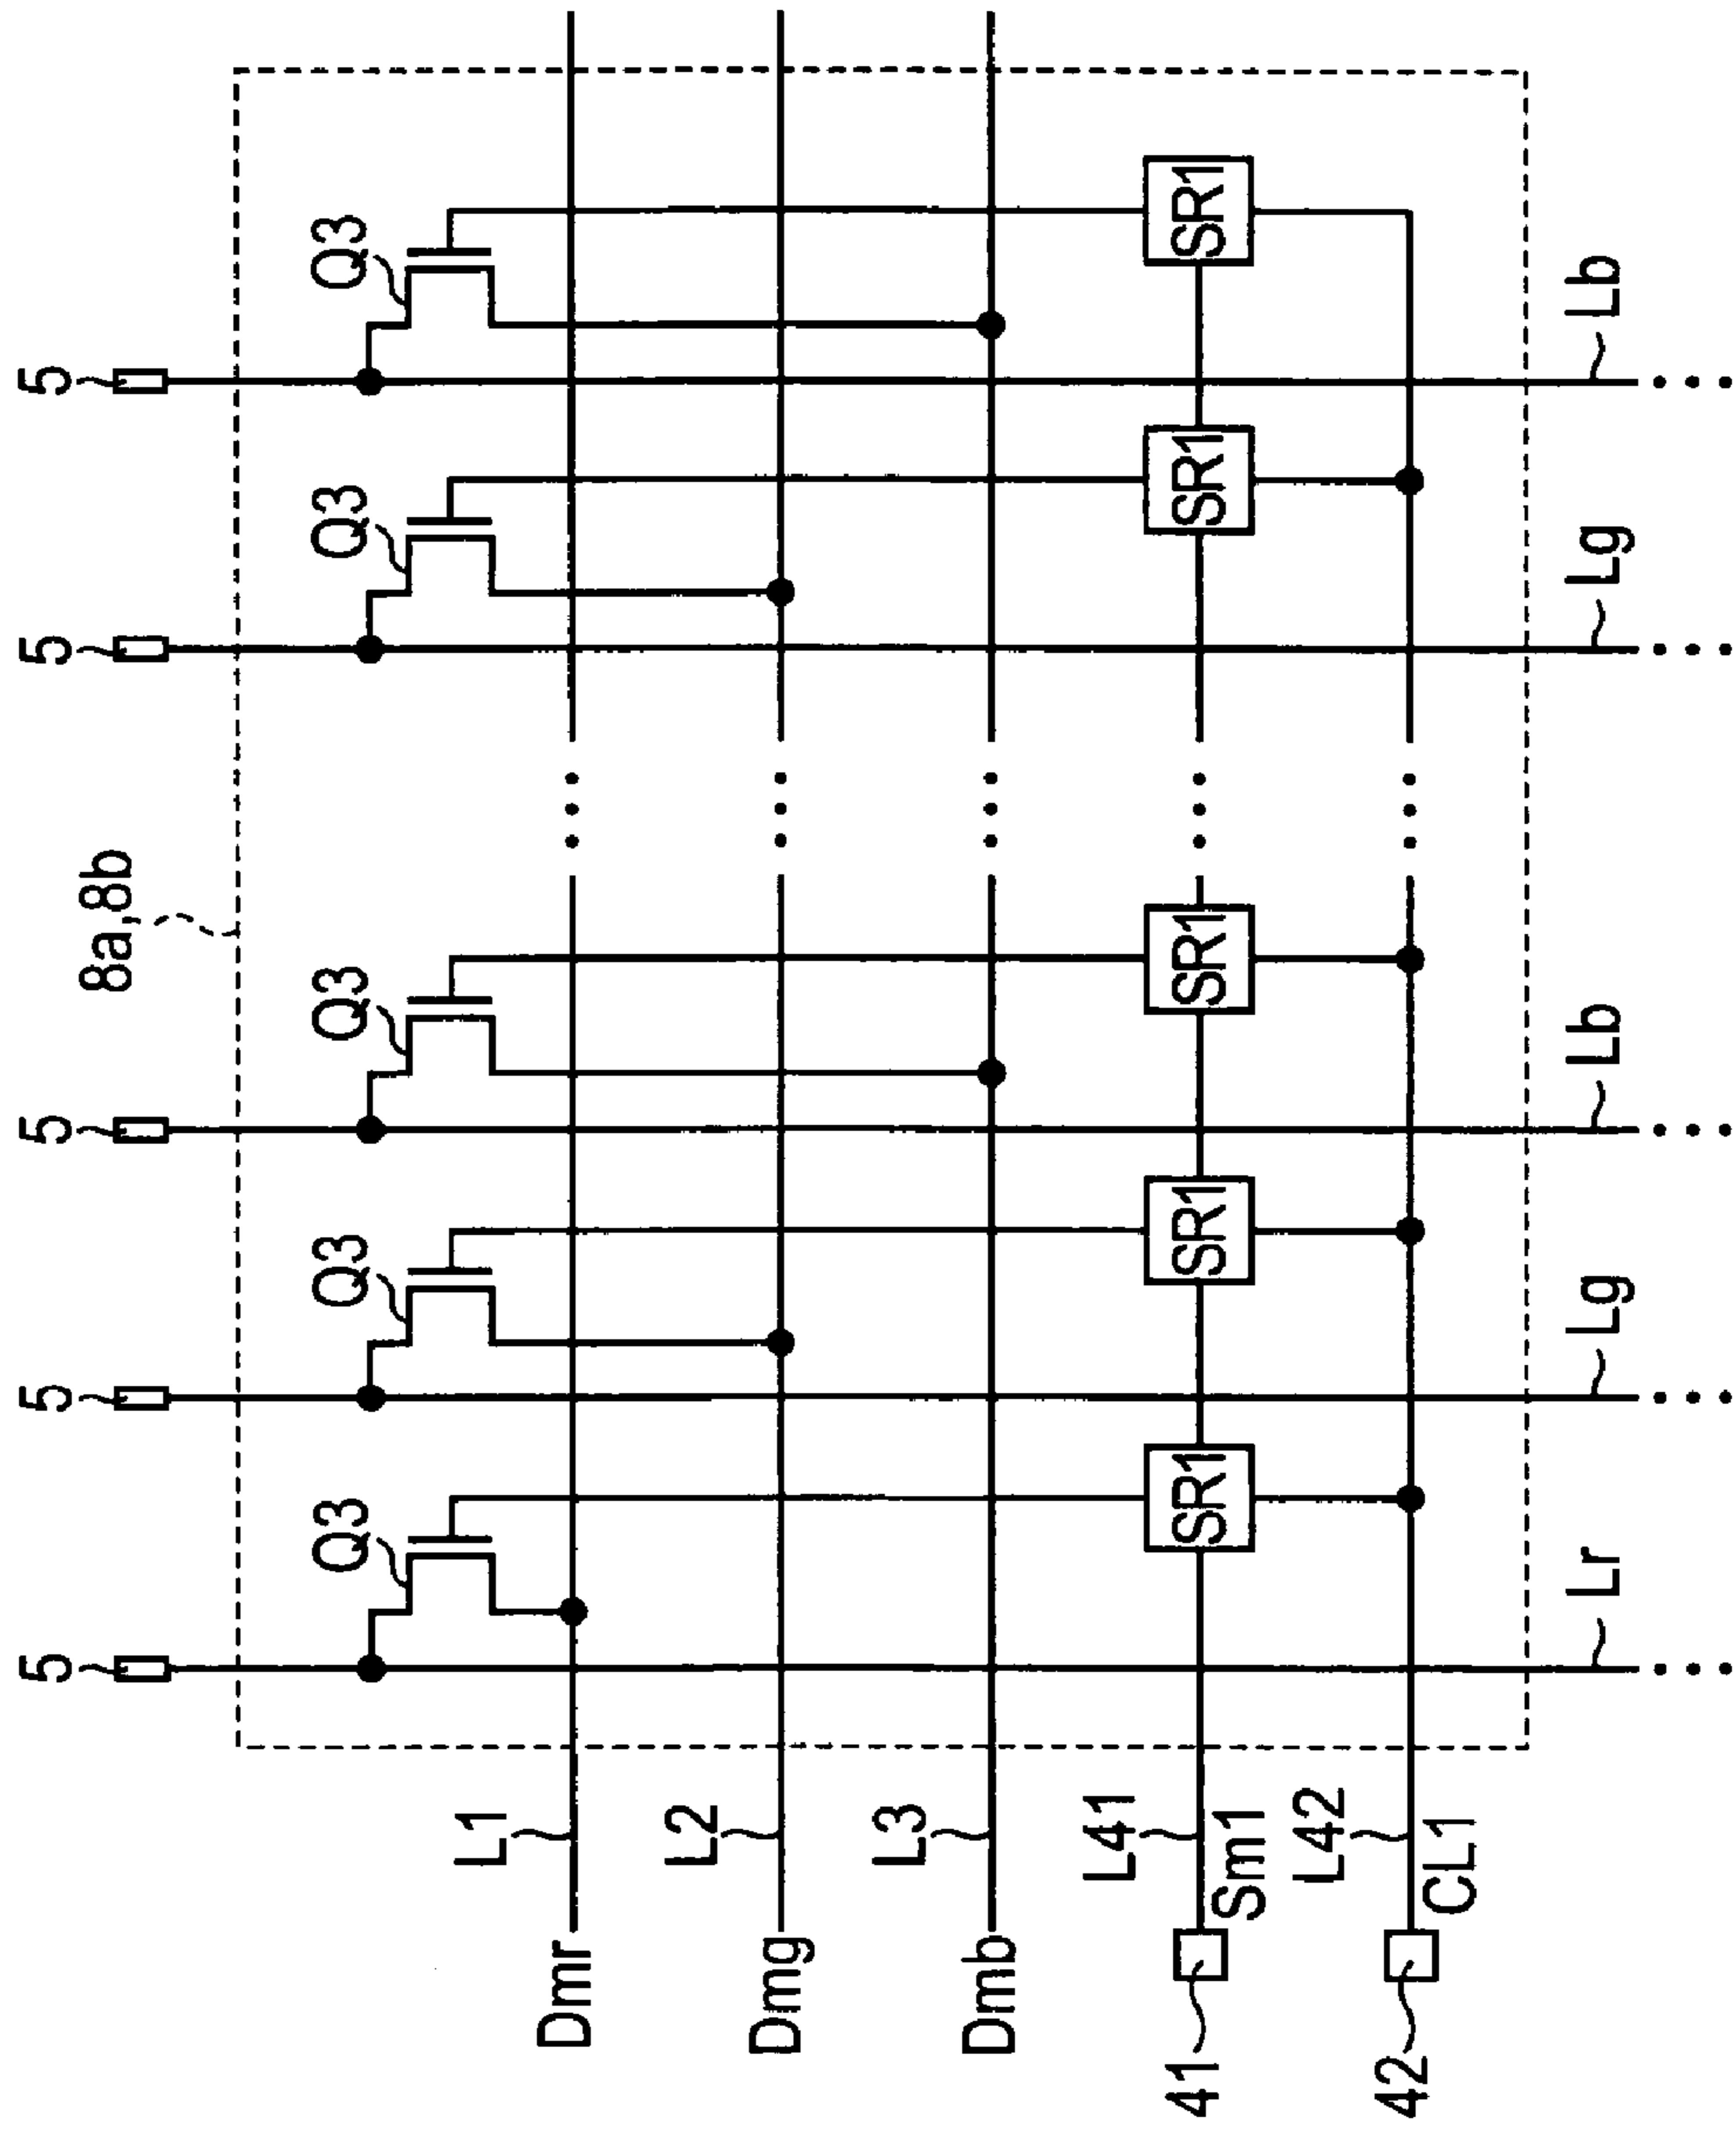 5 5 5 5 5
8a,8b
Q3 Q3 Q3 Q3 Q3
L1
Dmr
L2
Dmg
L3
Dmb
L41
41 SR1 SR1 SR1 SR1 SR1
Sm1
L42
42
CL1
Lr Lg Lb Lg Lb